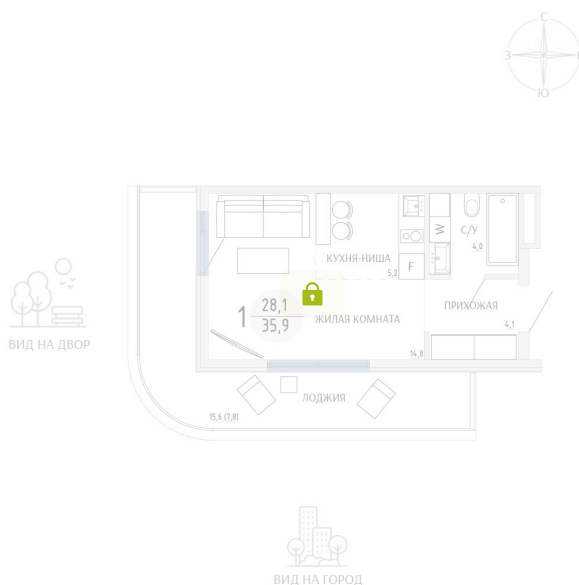 С
З
Ю
С/У
4,0
W
КУХНЯ-НИША
5,2
F
ПРИХОЖАЯ
4,1
1
28,1
35,9
ЖИЛАЯ КОМНАТА
14,8
ВИД НА ДВОР
ЛОДЖИЯ
15,6 (7,8)
ВИД НА ГОРОД